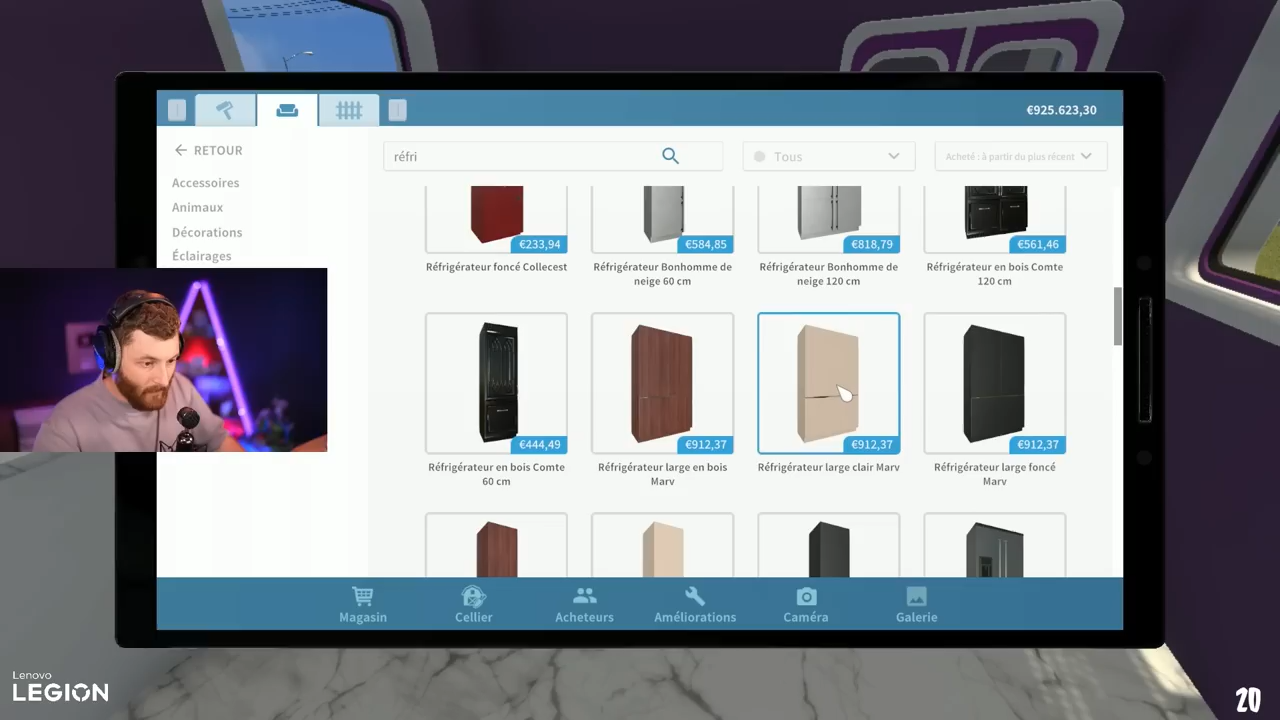 €925.623,30
RETOUR
réfri
Tous
Acheté : à partir du plus récent
Accessoires
Animaux
Décorations
Éclairages
€233,94
€584,85
€818,79
€561,46
Réfrigérateur foncé Collecest
Réfrigérateur Bonhomme de
neige 60 cm
Réfrigérateur Bonhomme de
neige 120 cm
Réfrigérateur en bois Comte
120 cm
€444,49
€912,37
€912,37
€912,37
Réfrigérateur en bois Comte
60 cm
Réfrigérateur large en bois
Marv
Réfrigérateur large clair Marv
Réfrigérateur large foncé
Marv
Magasin
Cellier
Acheteurs
Améliorations
Caméra
Galerie
Lenovo
LEGION
20